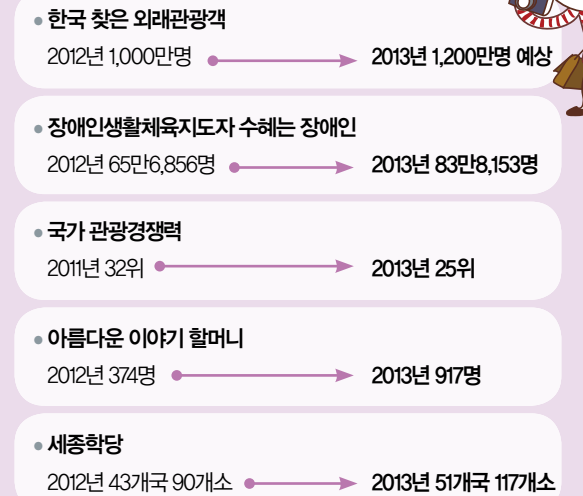 한국 찾은 외래관광객
2012년 1,000만명 2013년 1,200만명 예상
장애인생활체육지도자 수혜는 장애인
2012년 65만6,856명 2013년 83만8,153명
국가 관광경쟁력
2011년 32위 2013년 25위
아름다운 이야기 할머니
2012년 374명 2013년 917명
세종학당
2012년 43개국 90개소 2013년 51개국 117개소